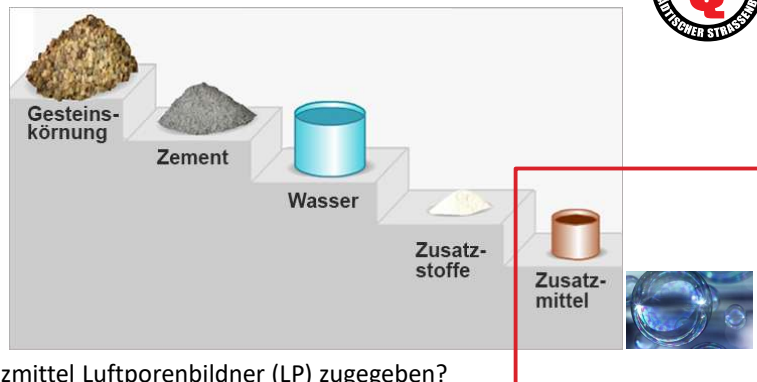 Gesteins-
körnung
Zement
Wasser
Zusatz-
stoffe
Zusatz-
mittel
zmittel Luftporenbildner (LP) zugegeben?